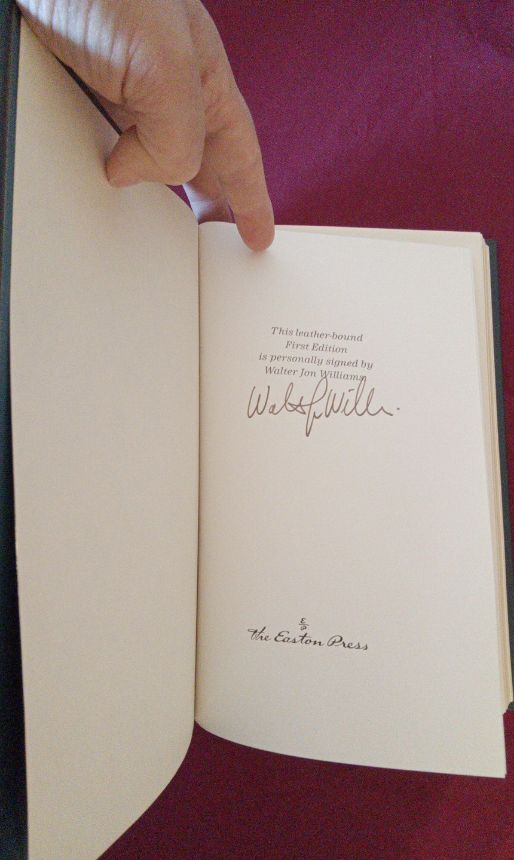 This leather-bound
First Edition
is personally signed by
Walter Jon Williams
E
P
The Easton Press